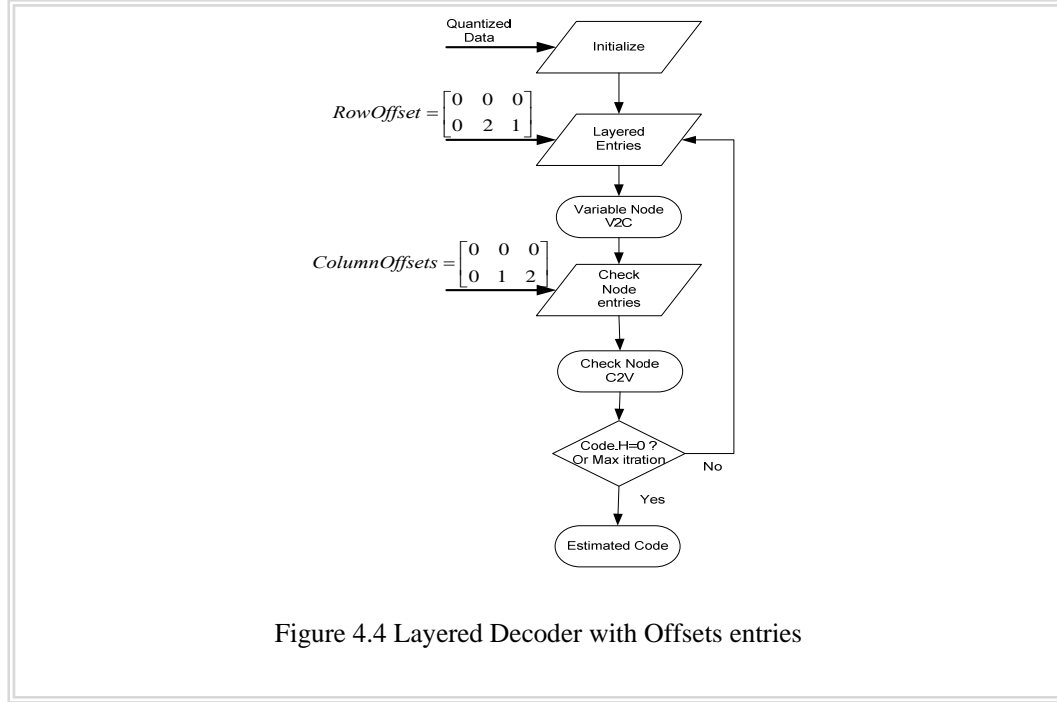 Quantized
Data
Initialize
RowOffset = [0 0 0
0 2 1]
Layered
Entries
Variable Node
V2C
ColumnOffsets = [0 0 0
0 1 2]
Check
Node
entries
Check Node
C2V
Code.H=0 ?
Or Max itration
No
Yes
Estimated Code
Figure 4.4 Layered Decoder with Offsets entries